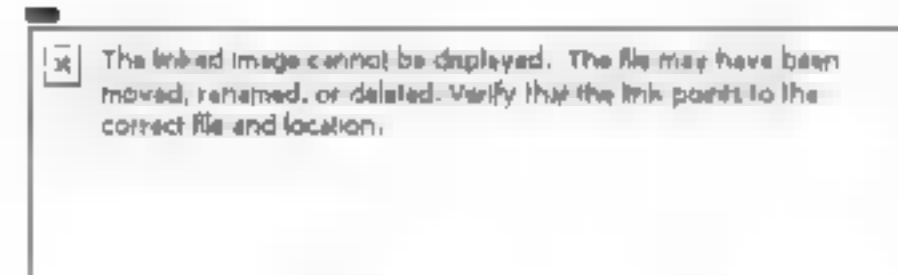 The linked image cannot be displayed. The file may have been
moved, renamed, or deleted. Verify that the link points to the
correct file and location.